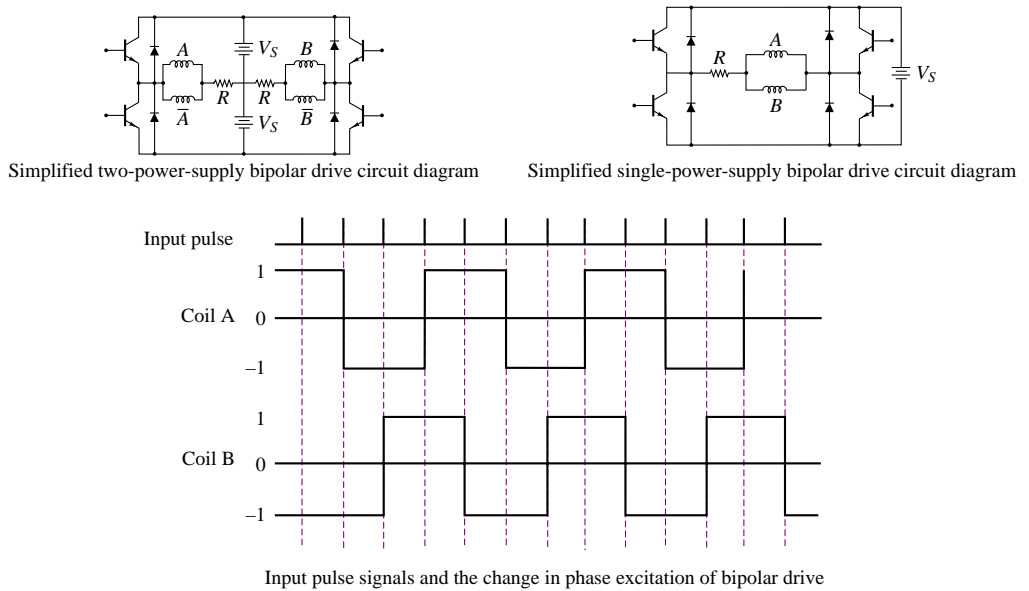 A
V_S
B
R
R
A̅
B̅
V_S
A
R
V_S
B
Simplified two-power-supply bipolar drive circuit diagram
Simplified single-power-supply bipolar drive circuit diagram
Input pulse
1
Coil A
0
–1
1
Coil B
0
–1
Input pulse signals and the change in phase excitation of bipolar drive